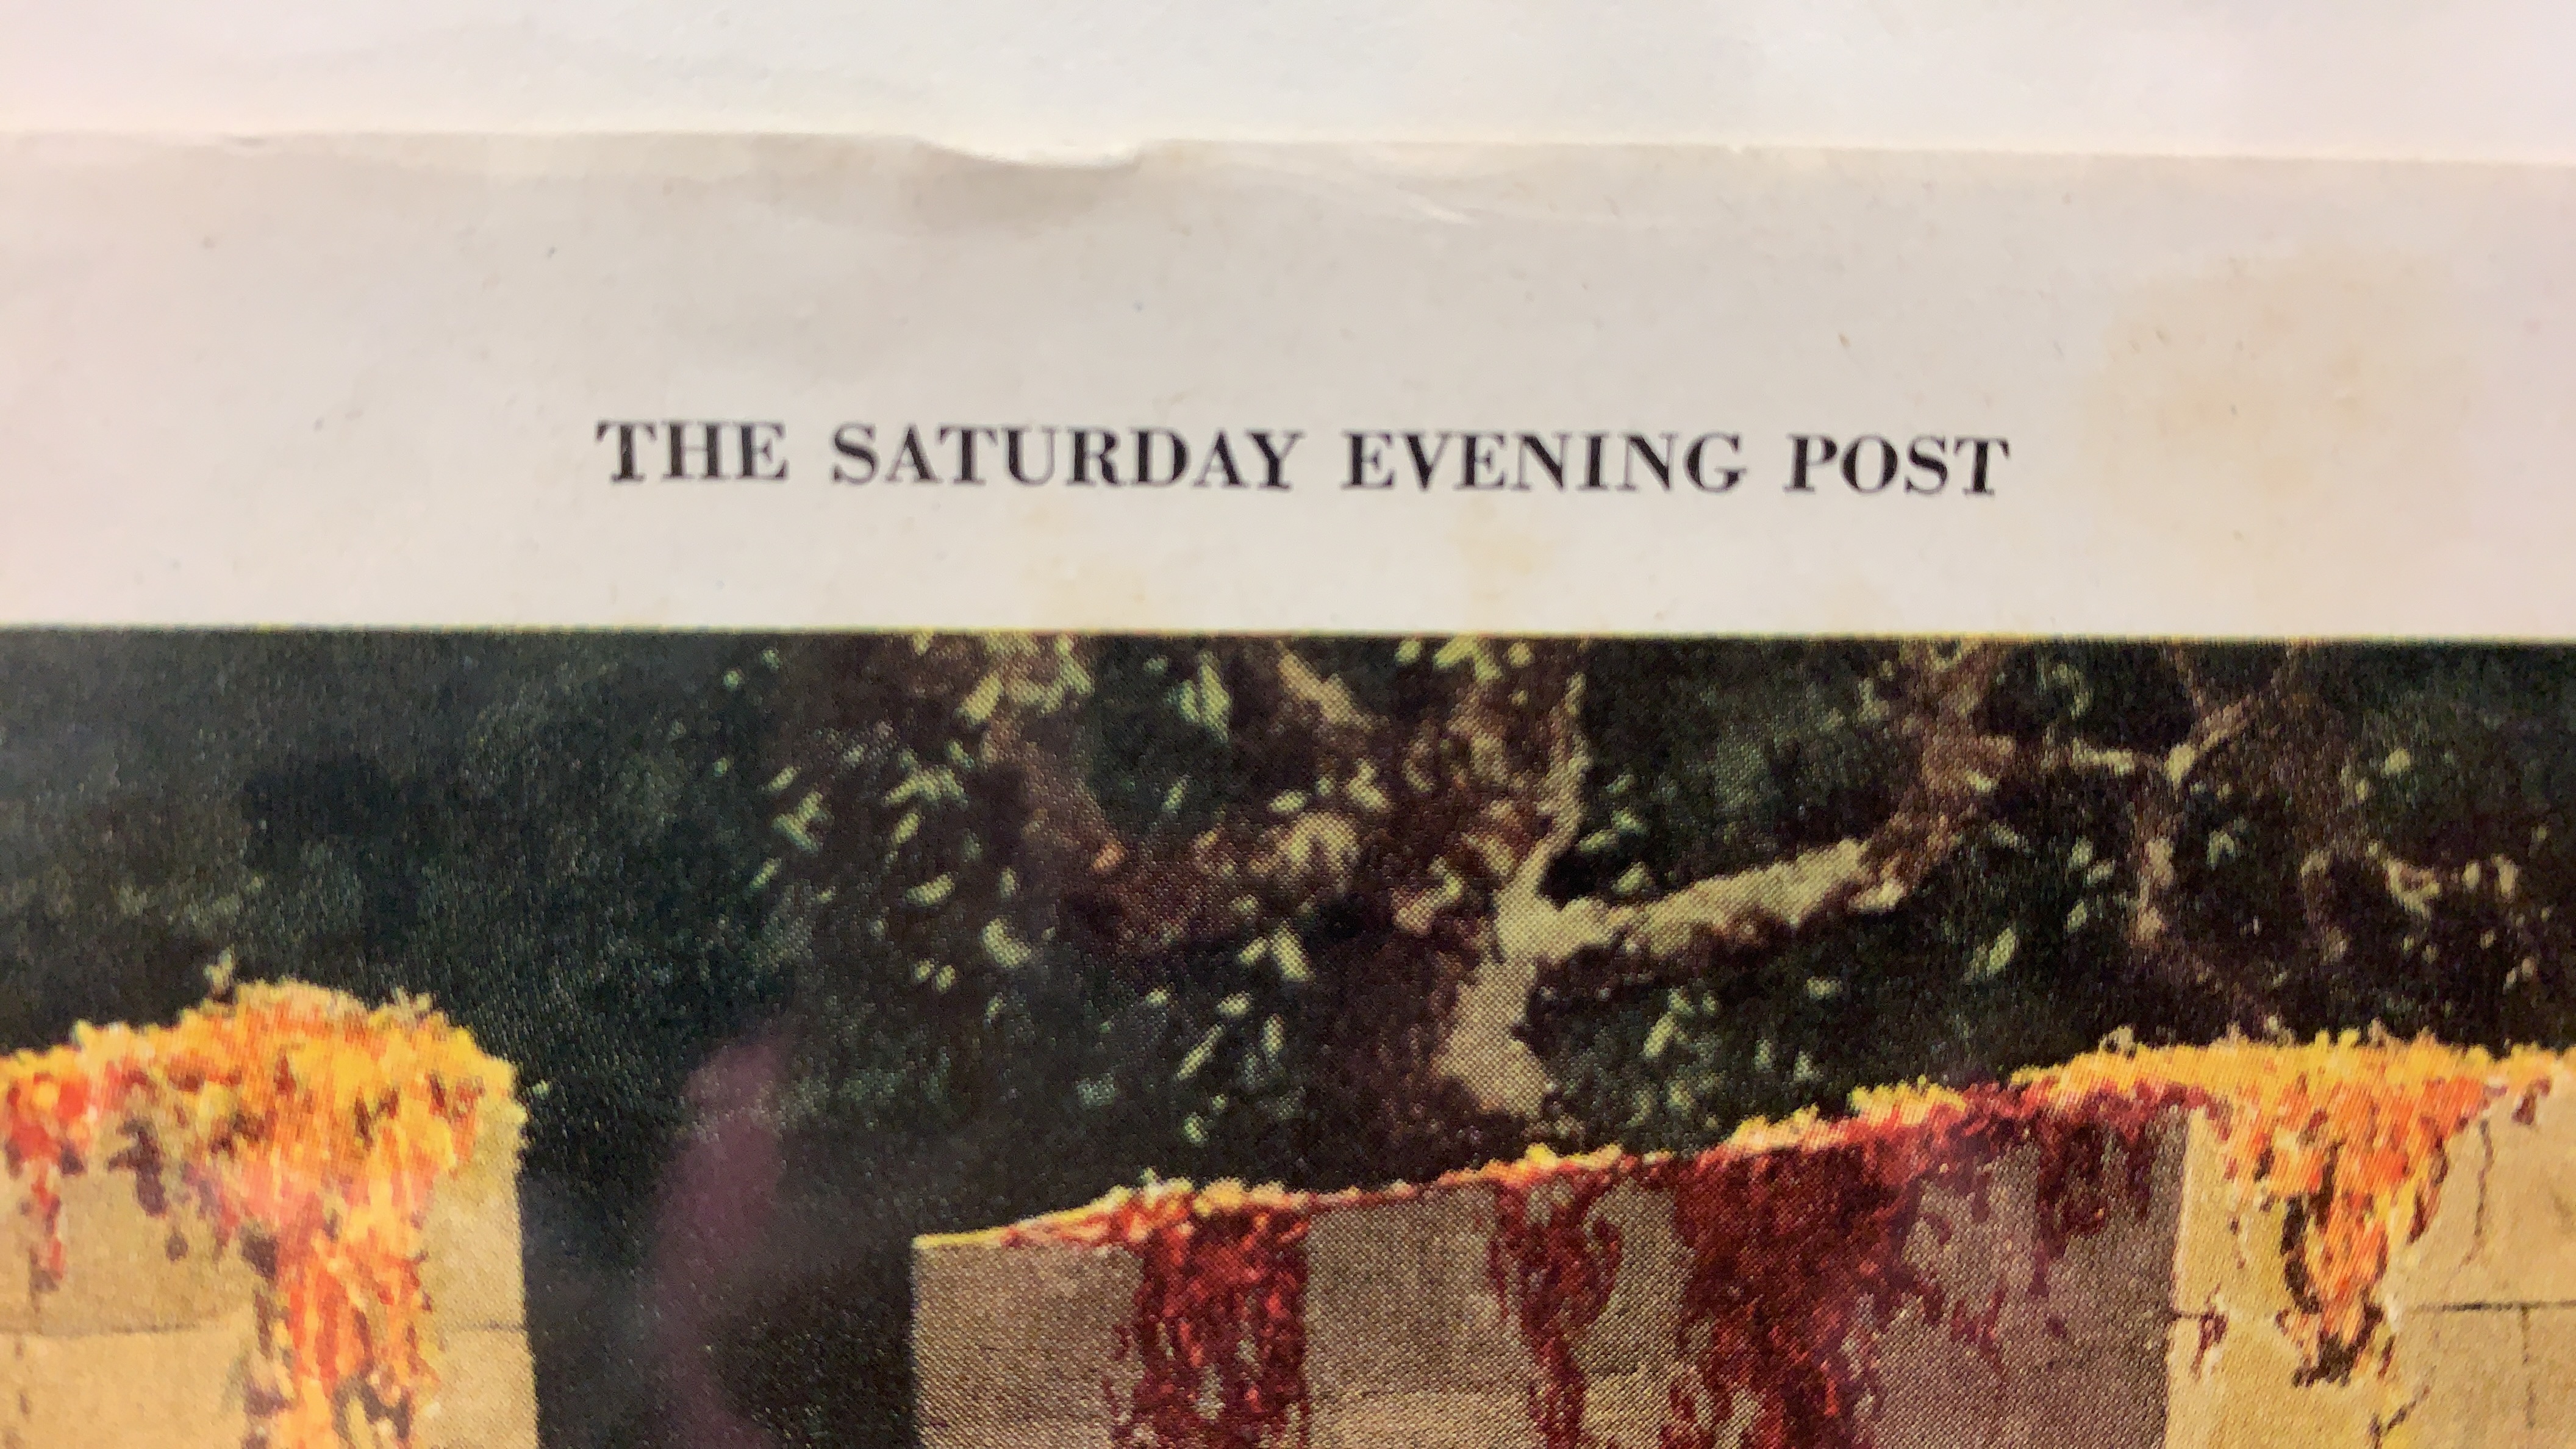 THE SATURDAY EVENING POST